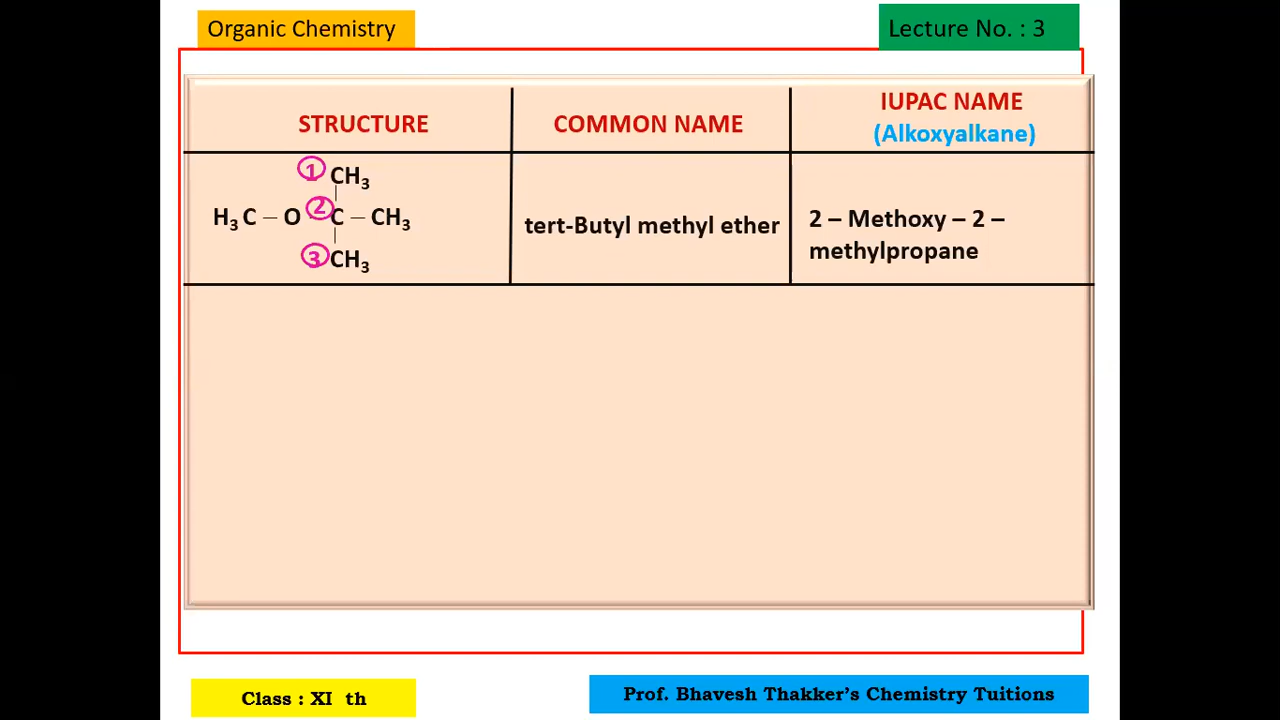 Organic Chemistry
Lecture No. : 3
STRUCTURE
COMMON NAME
IUPAC NAME
(Alkoxyalkane)
1 CH₃
H₃C – O 2 C – CH₃
3 CH₃
tert-Butyl methyl ether
2 – Methoxy – 2 –
methylpropane
Class : XI th
Prof. Bhavesh Thakker’s Chemistry Tuitions